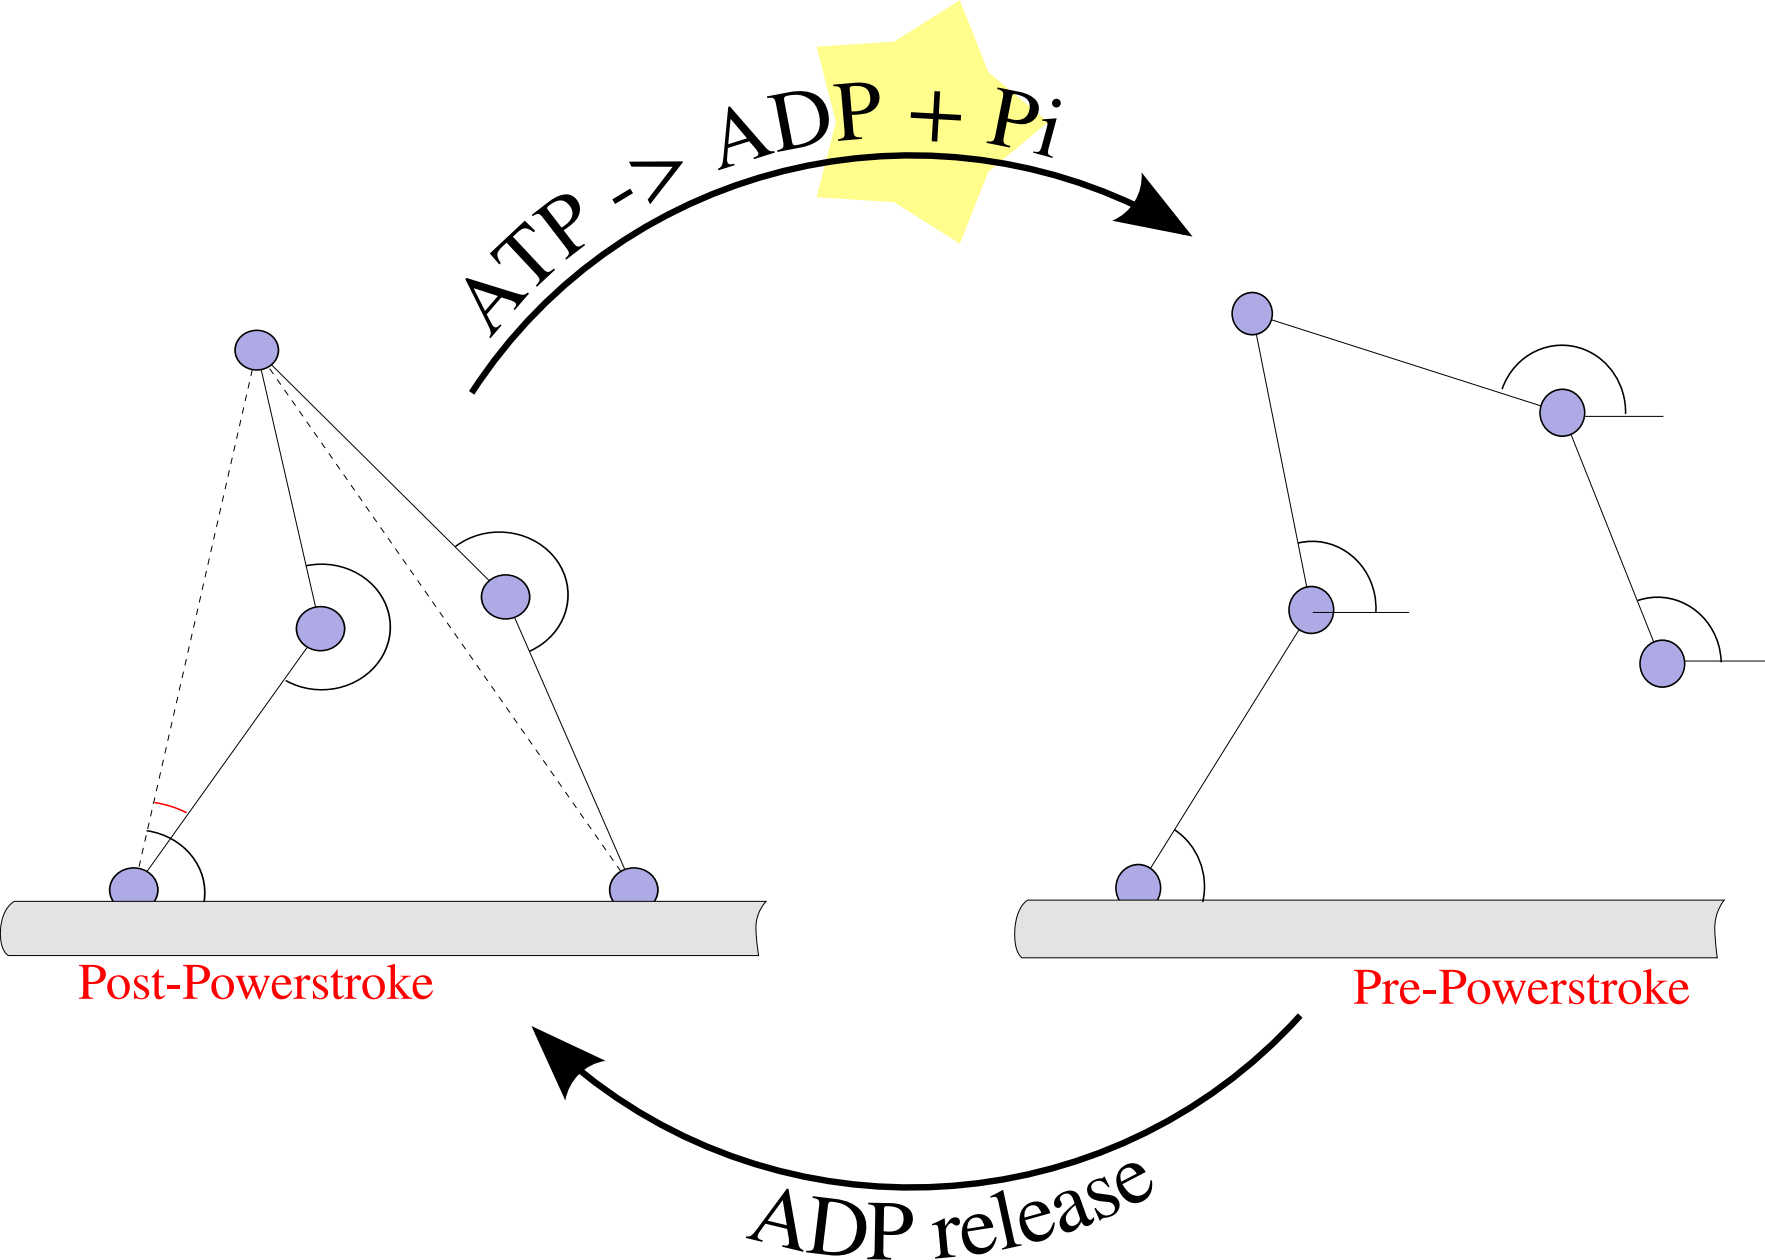 ATP -> ADP + Pi
Post-Powerstroke
Pre-Powerstroke
ADP release